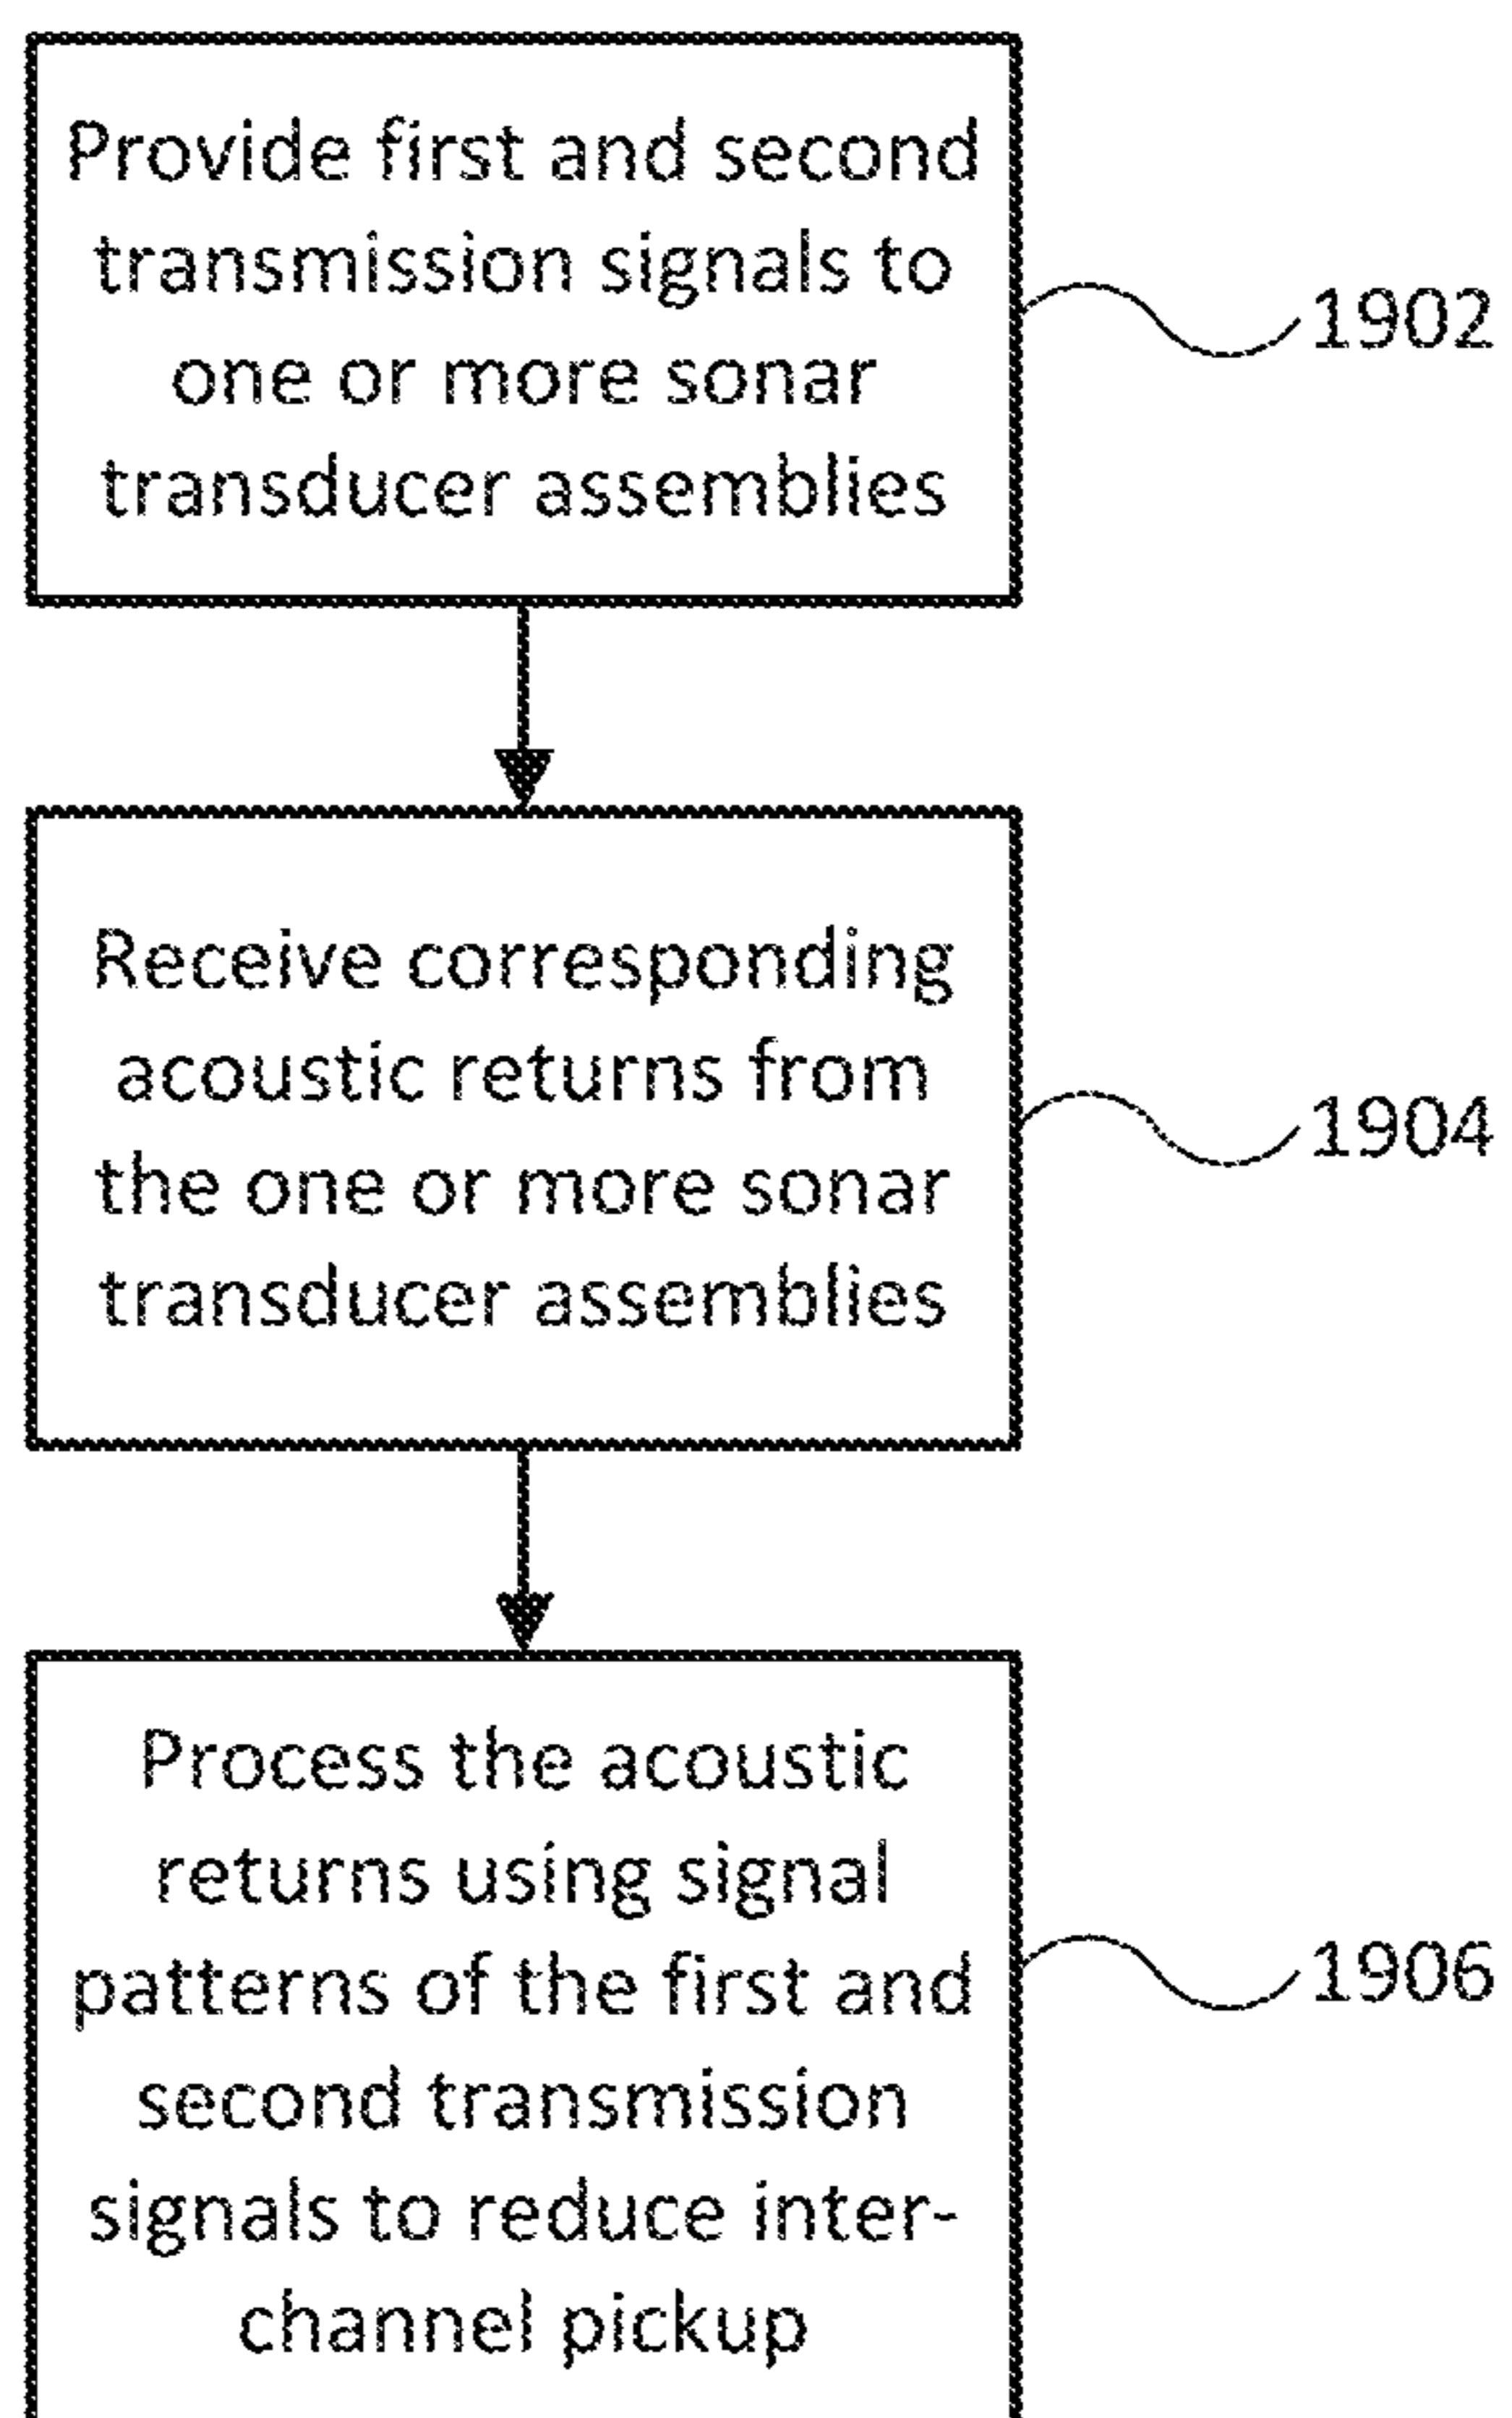 Provide first and second
transmission signals to
one or more sonar
transducer assemblies
1902
Receive corresponding
acoustic returns from
the one or more sonar
transducer assemblies
1904
Process the acoustic
returns using signal
patterns of the first and
second transmission
signals to reduce inter-
channel pickup
1906